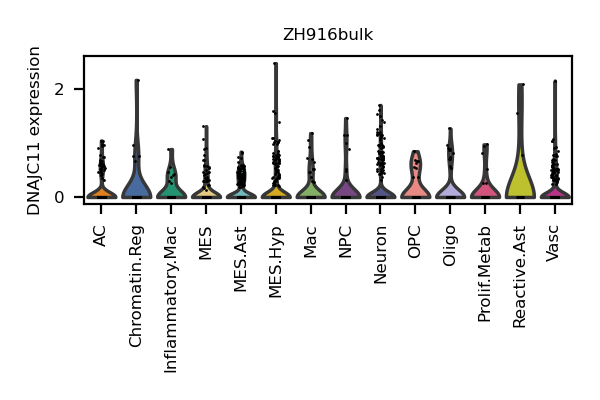 ZH916bulk
DNAJC11 expression
2
0
AC
Chromatin.Reg
Inflammatory.Mac
MES
MES.Ast
MES.Hyp
Mac
NPC
Neuron
OPC
Oligo
Prolif.Metab
Reactive.Ast
Vasc